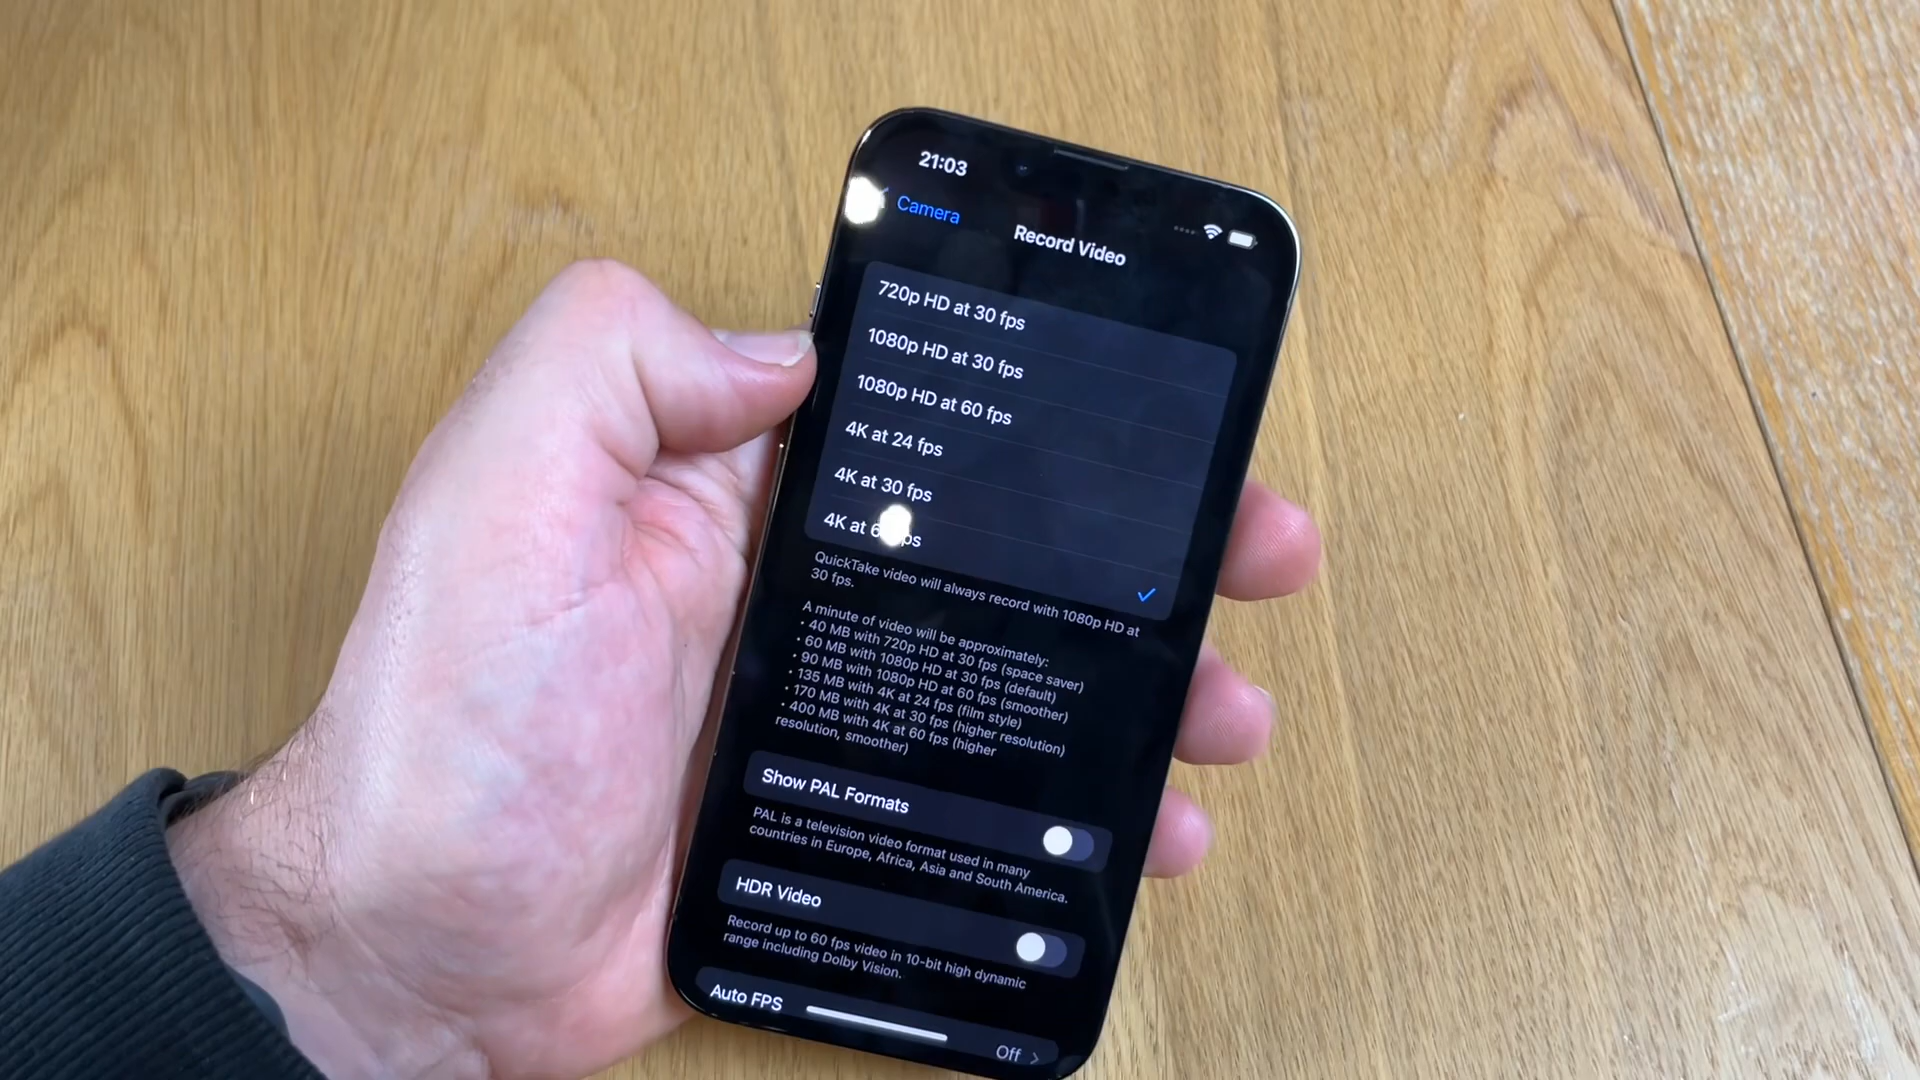 21:03
Camera
Record Video
720p HD at 30 fps
1080p HD at 30 fps
1080p HD at 60 fps
4K at 24 fps
4K at 30 fps
4K at
QuickTake video will always record with 1080p HD at
30 fps.
A minute of video will be approximately:
• 40 MB with 720p HD at 30 fps (space saver)
• 60 MB with 1080p HD at 30 fps (default)
• 90 MB with 1080p HD at 60 fps (smoother)
• 135 MB with 4K at 24 fps (film style)
• 170 MB with 4K at 30 fps (higher resolution)
• 400 MB with 4K at 60 fps (higher
resolution, smoother)
Show PAL Formats
PAL is a television video format used in many
countries in Europe, Africa, Asia and South America.
HDR Video
Record up to 60 fps video in 10-bit high dynamic
range including Dolby Vision.
Auto FPS
Off